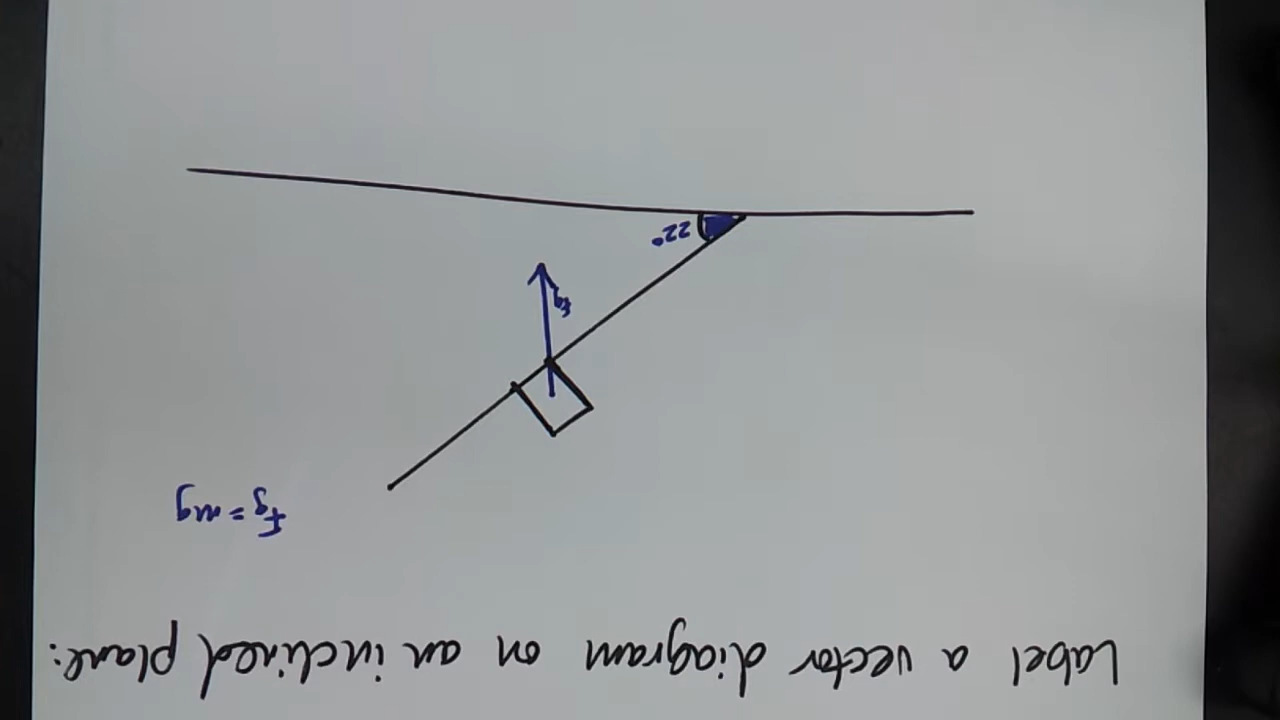 Label a vector diagram on an inclined plane:
Fg = mg
Fg
22°